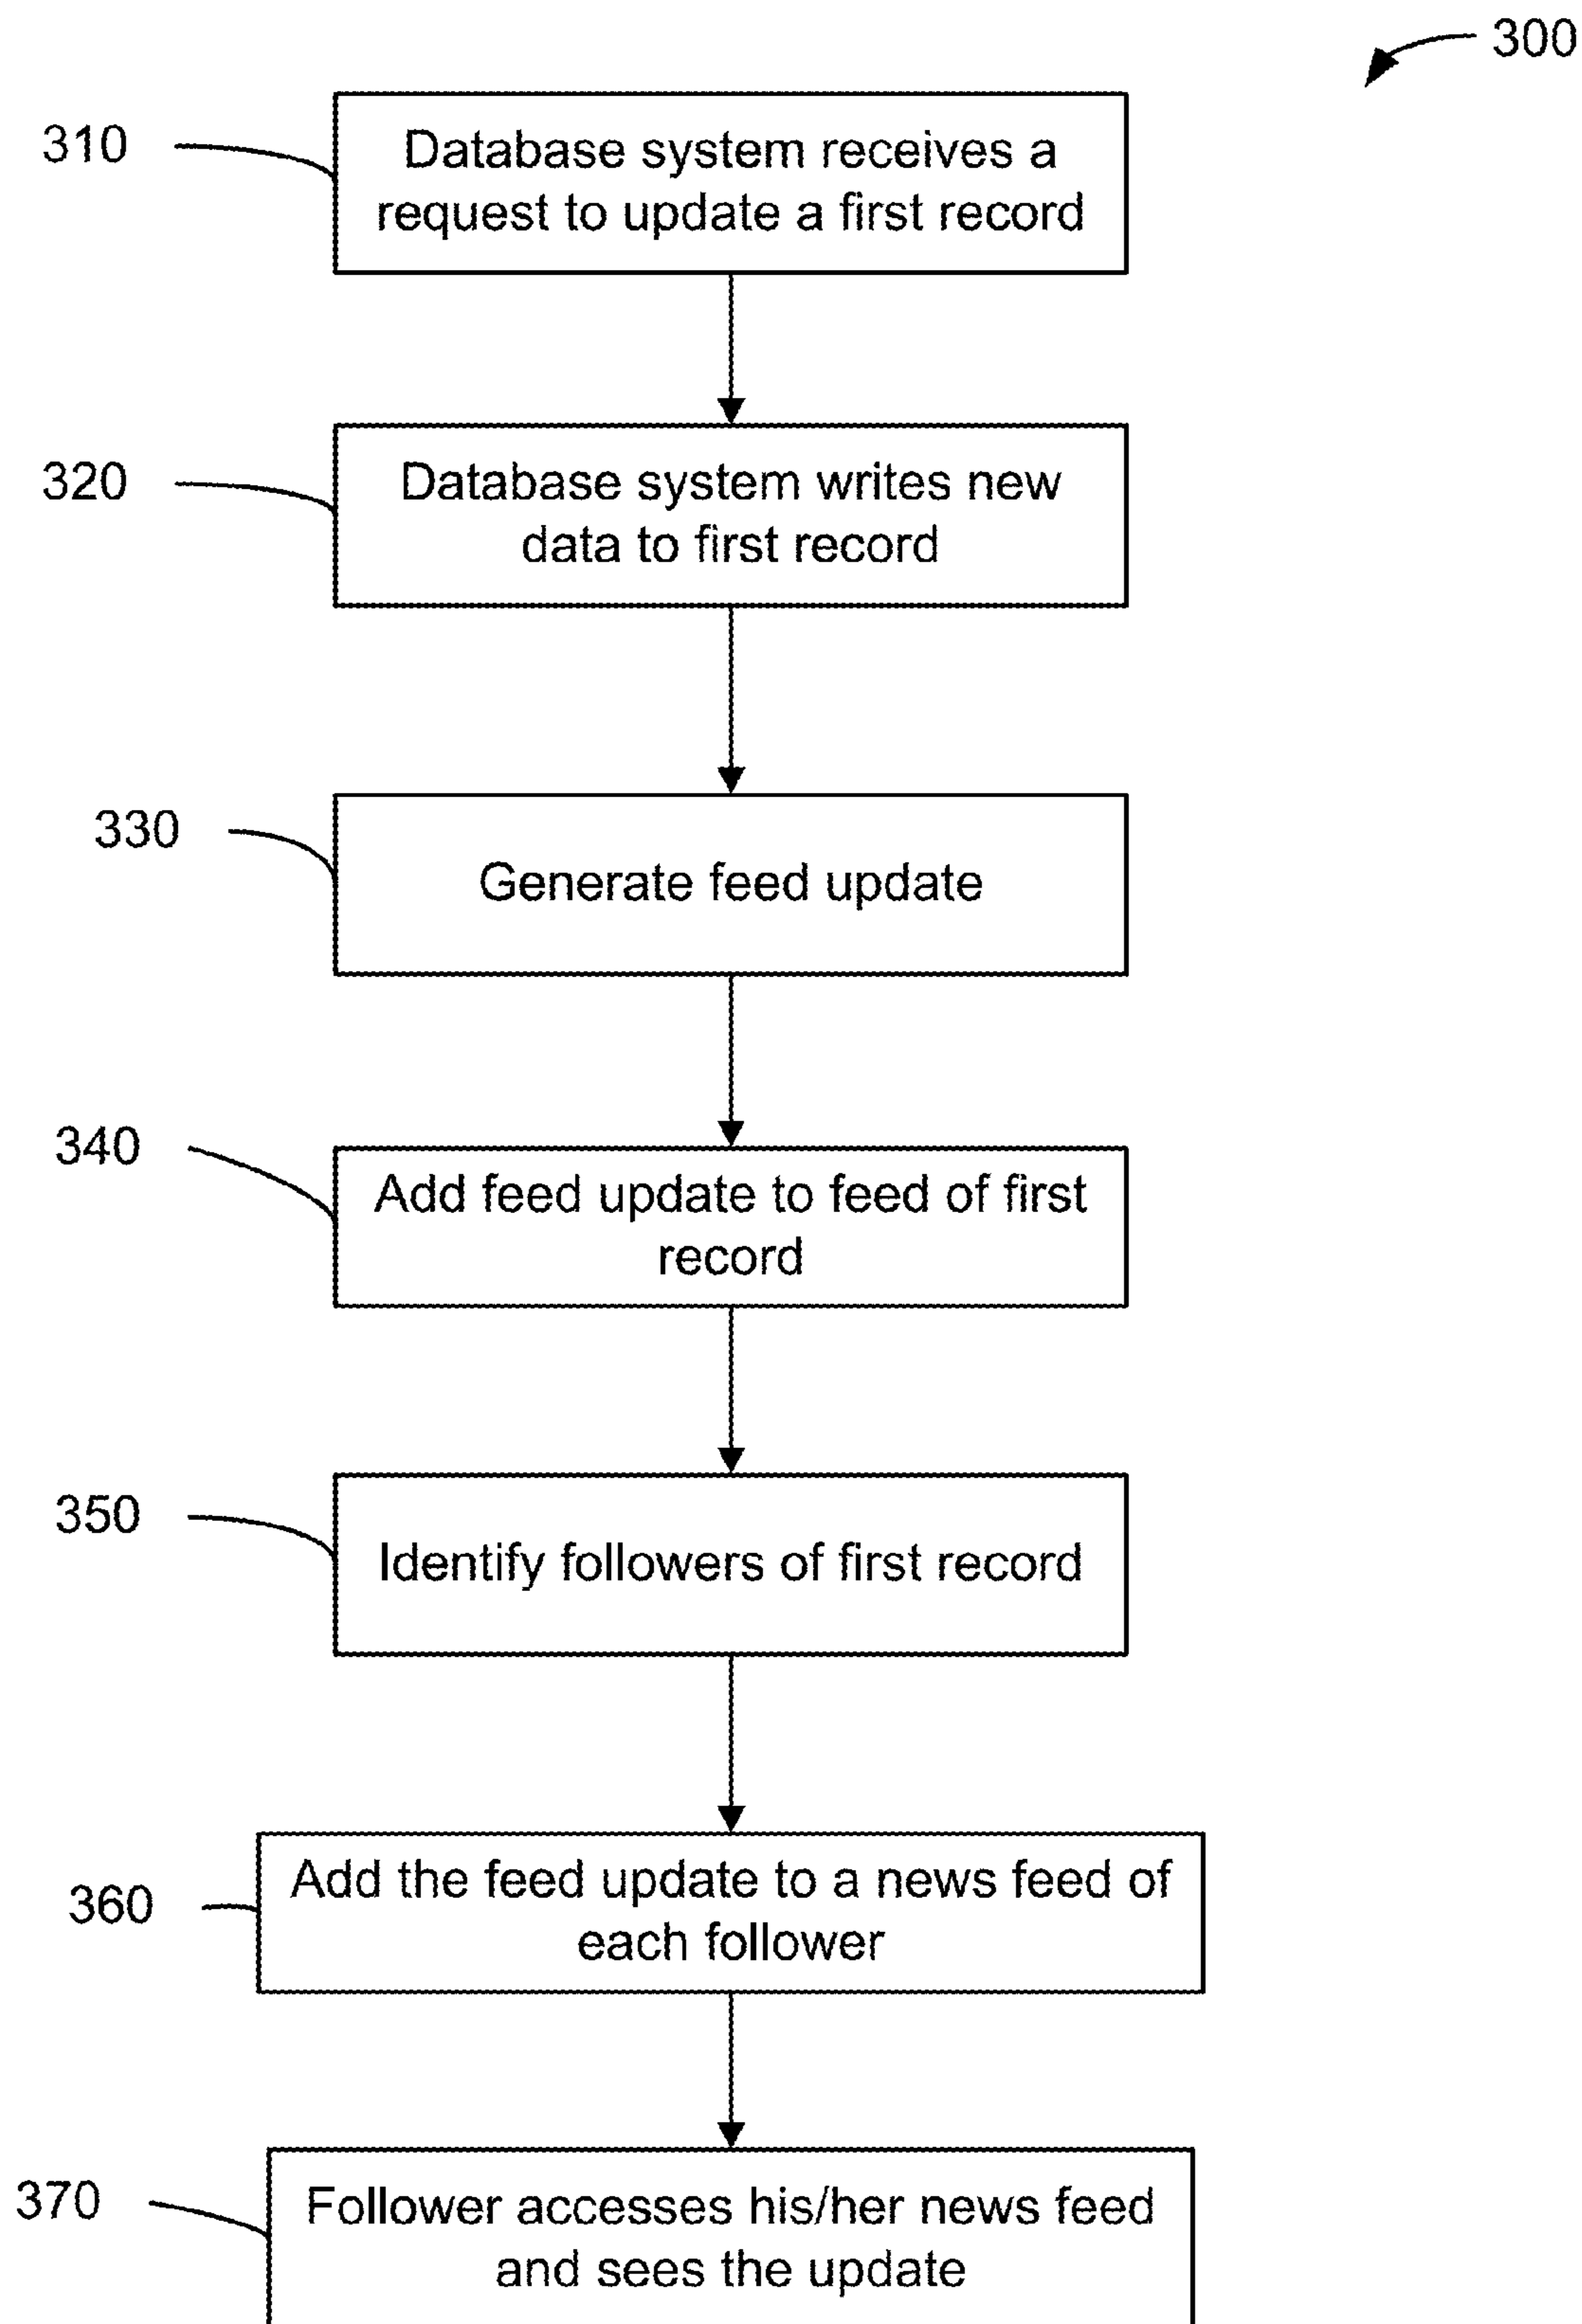 300
310
Database system receives a
request to update a first record
320
Database system writes new
data to first record
330
Generate feed update
340
Add feed update to feed of first
record
350
Identify followers of first record
360
Add the feed update to a news feed of
each follower
370
Follower accesses his/her news feed
and sees the update